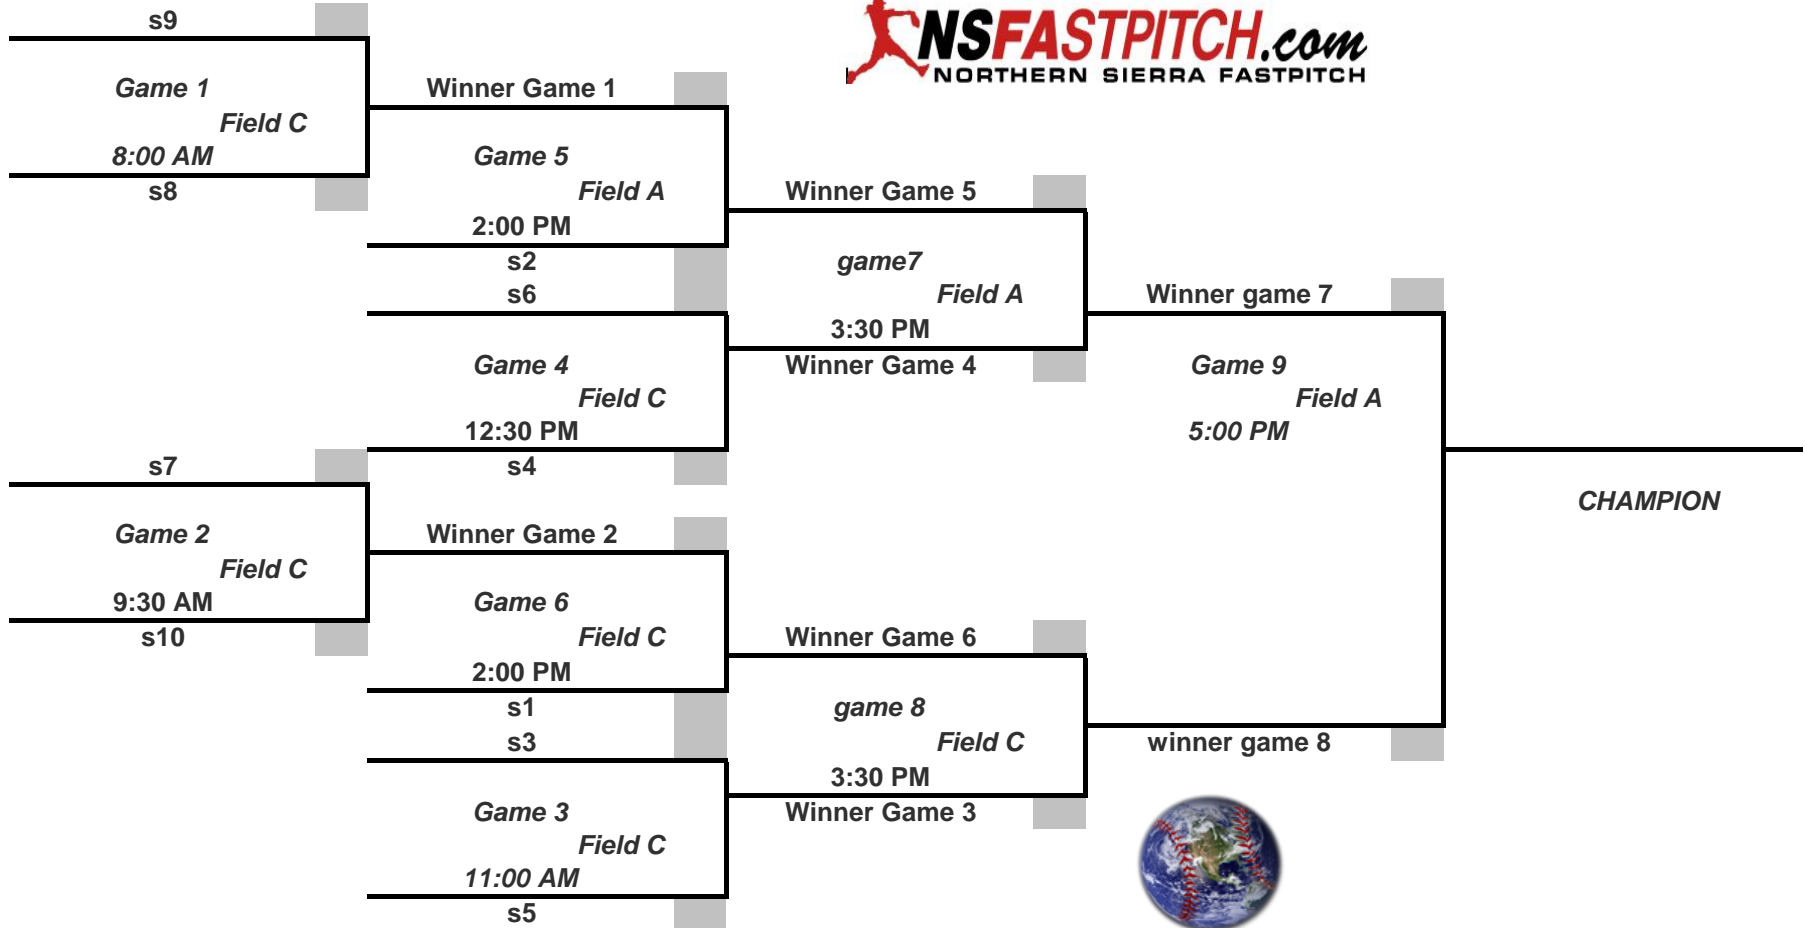 s9
NSFASTPITCH.com
NORTHERN SIERRA FASTPITCH
Game 1
Winner Game 1
Field C
8:00 AM
Game 5
s8
Field A
Winner Game 5
2:00 PM
s2
game7
s6
Field A
Winner game 7
3:30 PM
Game 4
Winner Game 4
Game 9
Field C
Field A
12:30 PM
5:00 PM
s7
s4
CHAMPION
Game 2
Winner Game 2
Field C
9:30 AM
Game 6
s10
Field C
Winner Game 6
2:00 PM
s1
game 8
s3
Field C
winner game 8
3:30 PM
Game 3
Winner Game 3
Field C
11:00 AM
s5